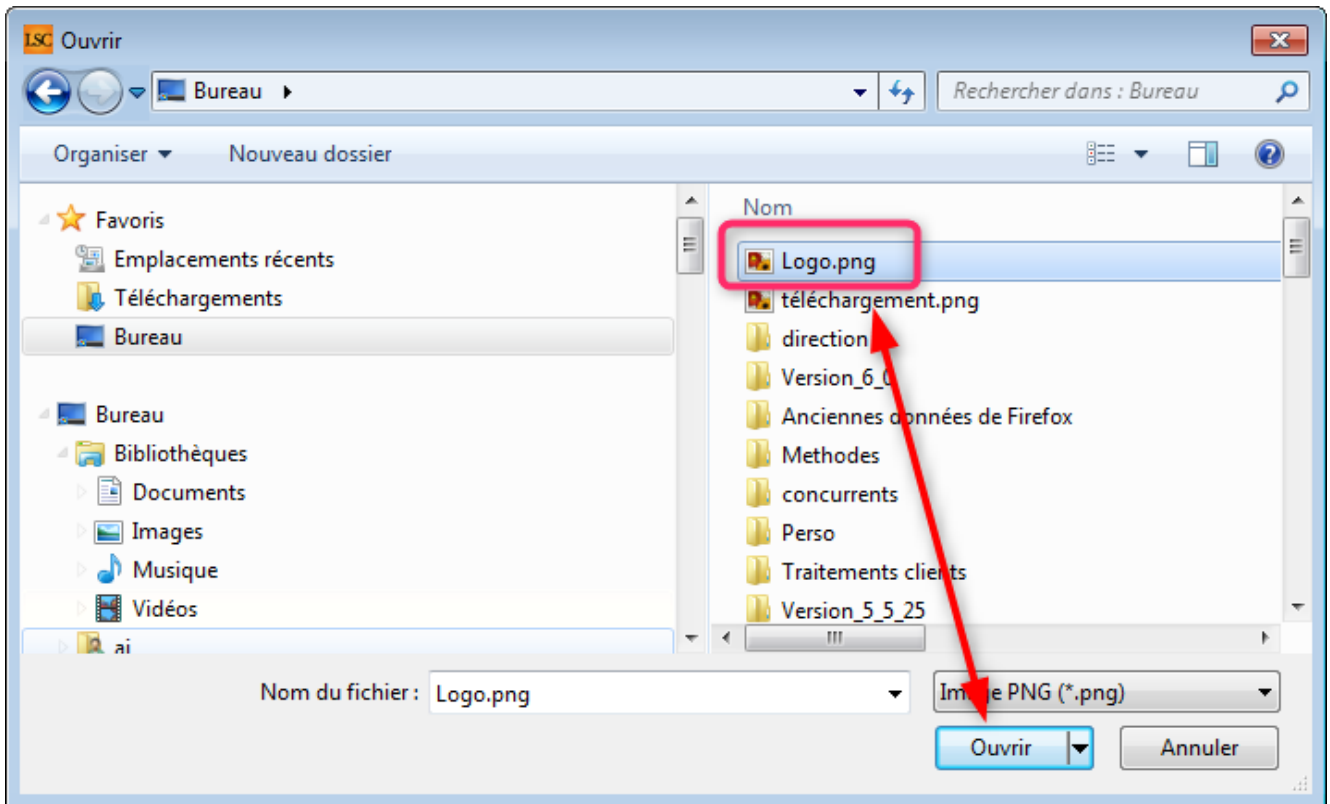 LSC Ouvrir
Bureau
Rechercher dans : Bureau
Organiser
Nouveau dossier
Favoris
Emplacements récents
Téléchargements
Bureau
Bureau
Bibliothèques
Documents
Images
Musique
Vidéos
ai
Nom
Logo.png
téléchargement.png
direction
Version_6_0
Anciennes données de Firefox
Methodes
concurrents
Perso
Traitements clients
Version_5_5_25
Nom du fichier : Logo.png
Image PNG (*.png)
Ouvrir
Annuler